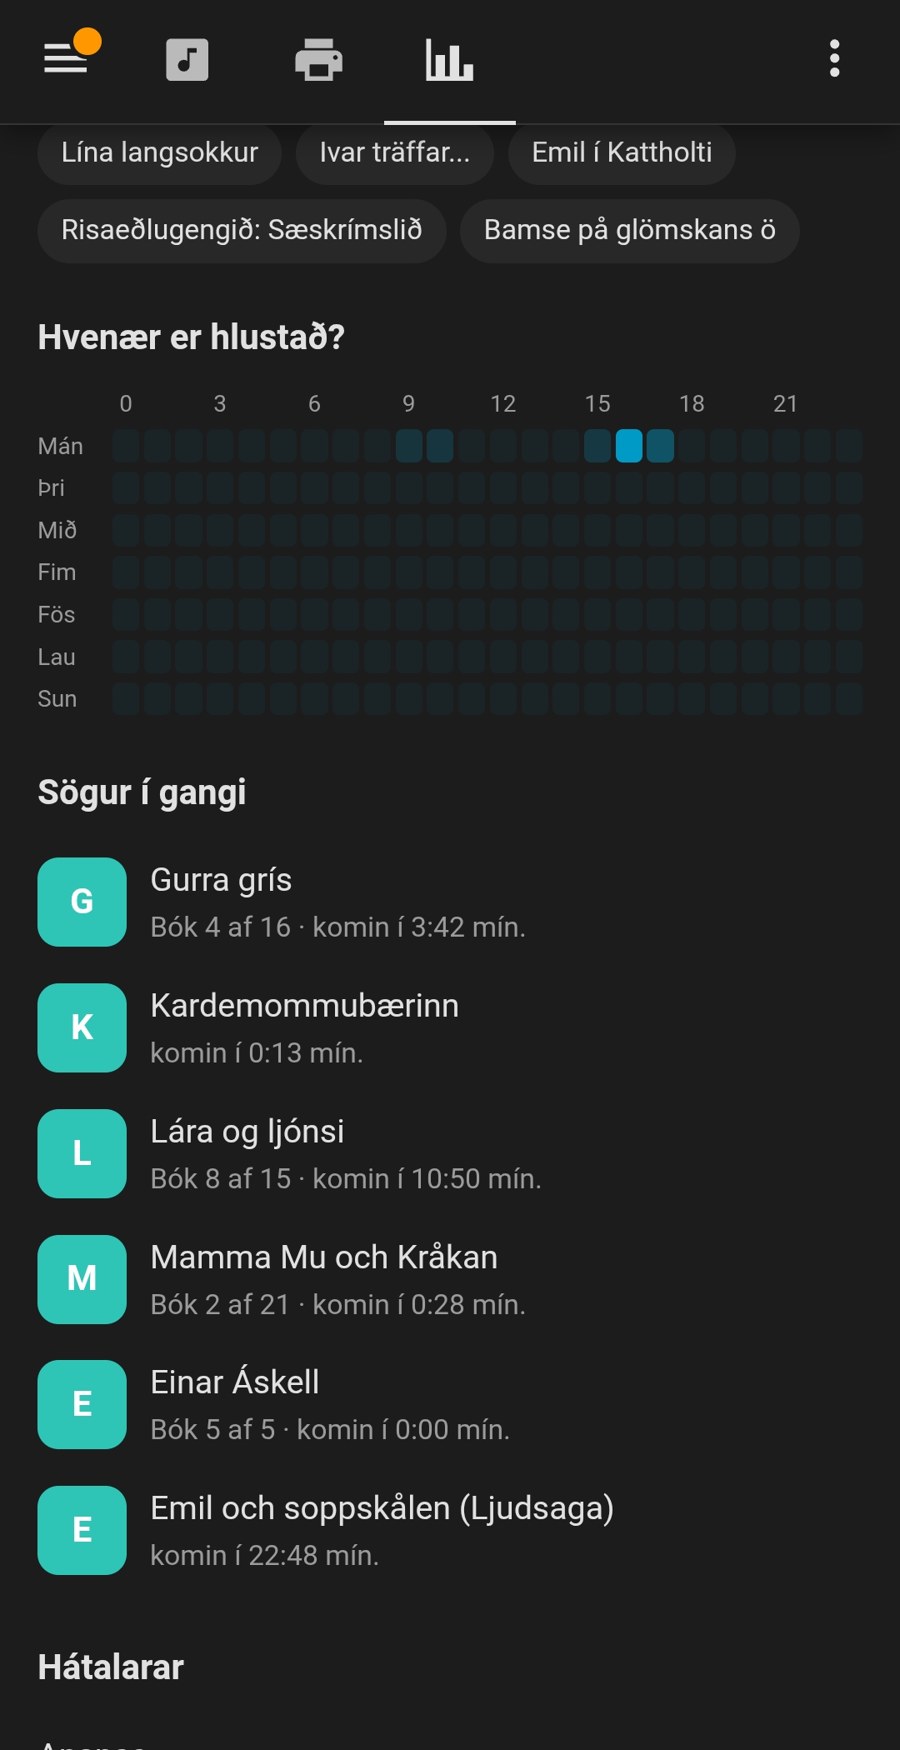 Lína langsokkur
Ivar träffar...
Emil í Kattholti
Risaeðlugengið: Sæskrímslið
Bamse på glömskans ö
Hvenær er hlustað?
0 3 6 9 12 15 18 21
Mán
Þri
Mið
Fim
Fös
Lau
Sun
Sögur í gangi
G
Gurra grís
Bók 4 af 16 · komin í 3:42 mín.
K
Kardemommubærinn
komin í 0:13 mín.
L
Lára og ljónsi
Bók 8 af 15 · komin í 10:50 mín.
M
Mamma Mu och Kråkan
Bók 2 af 21 · komin í 0:28 mín.
E
Einar Áskell
Bók 5 af 5 · komin í 0:00 mín.
E
Emil och soppskålen (Ljudsaga)
komin í 22:48 mín.
Hátalarar